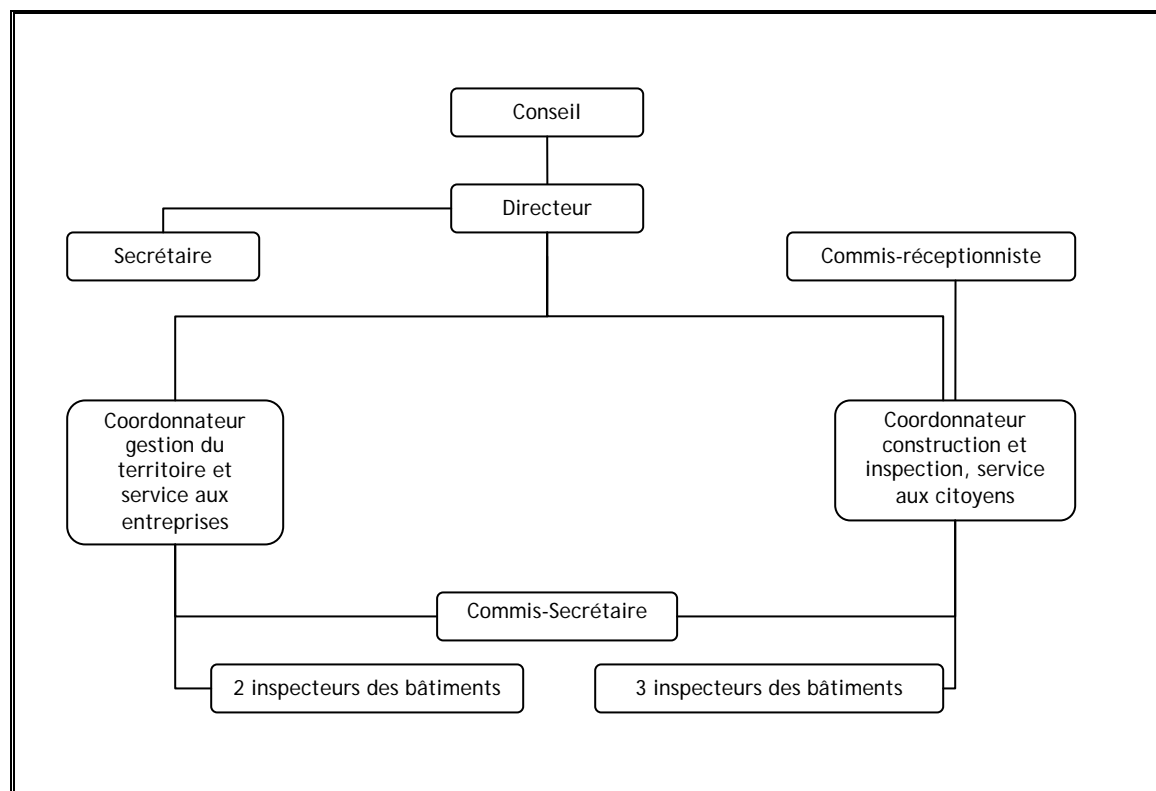 Conseil
Directeur
Secrétaire
Commis-réceptionniste
Coordonnateur
gestion du
territoire et
service aux
entreprises
Coordonnateur
construction et
inspection, service
aux citoyens
Commis-Secrétaire
2 inspecteurs des bâtiments
3 inspecteurs des bâtiments